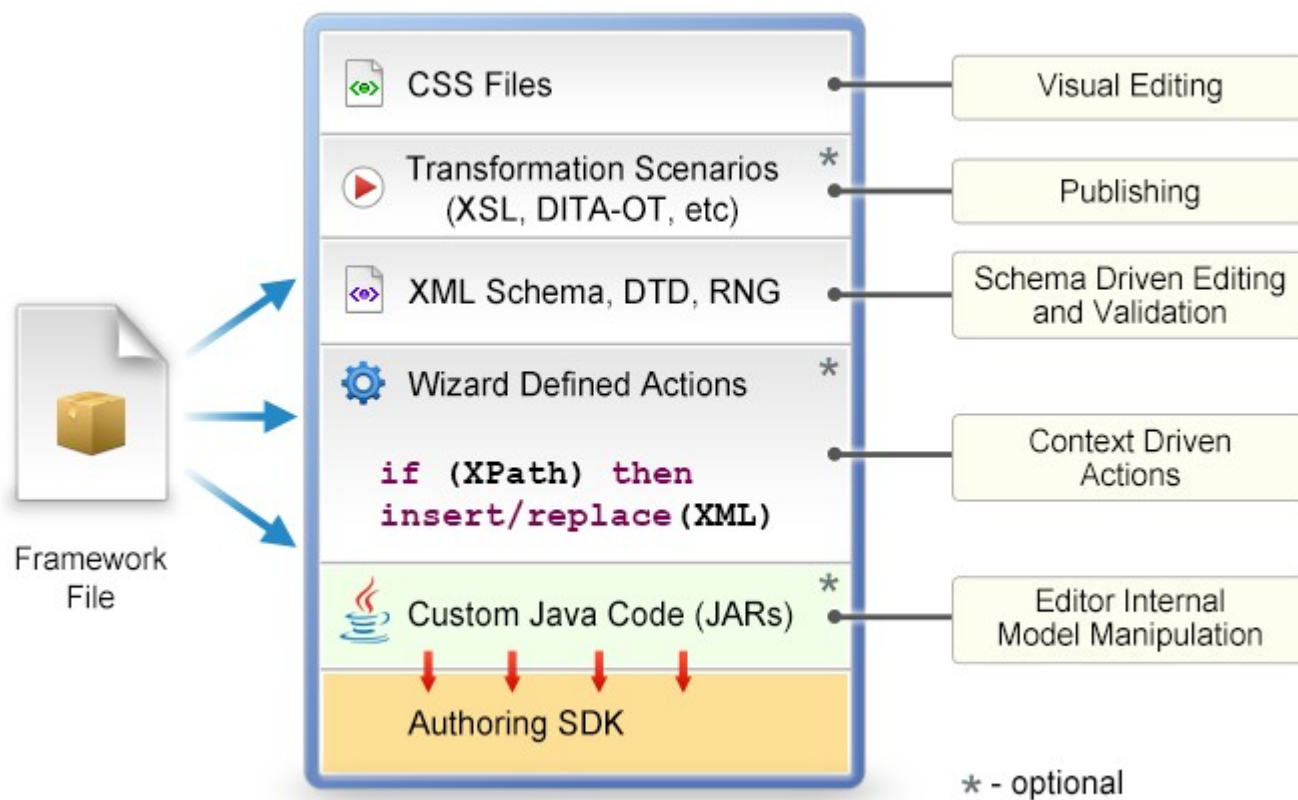 CSS Files
Visual Editing
*
Transformation Scenarios
(XSL, DITA-OT, etc)
Publishing
XML Schema, DTD, RNG
Schema Driven Editing
and Validation
*
Wizard Defined Actions
if (XPath) then
insert/replace(XML)
Context Driven
Actions
Framework
File
*
Custom Java Code (JARs)
Editor Internal
Model Manipulation
Authoring SDK
* - optional